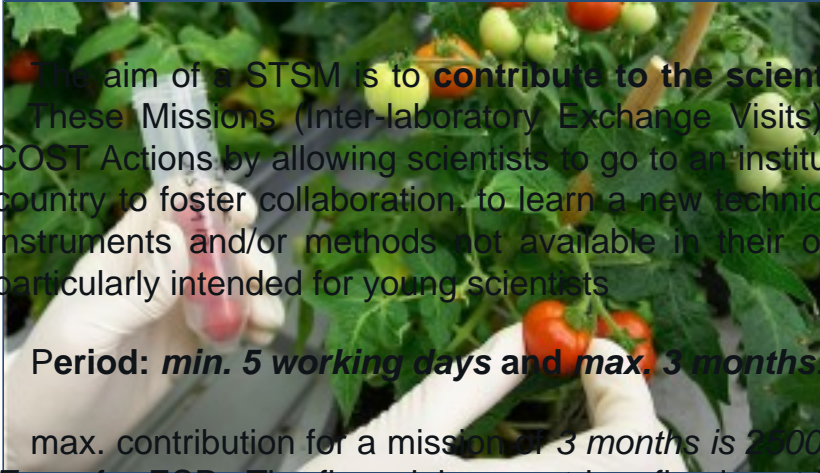 The aim of a STSM is to contribute to the scient
These Missions (Inter-laboratory Exchange Visits)
COST Actions by allowing scientists to go to an institu
country to foster collaboration, to learn a new technic
instruments and/or methods not available in their o
particularly intended for young scientists
Period: min. 5 working days and max. 3 months.
max. contribution for a mission of 3 months is 2500